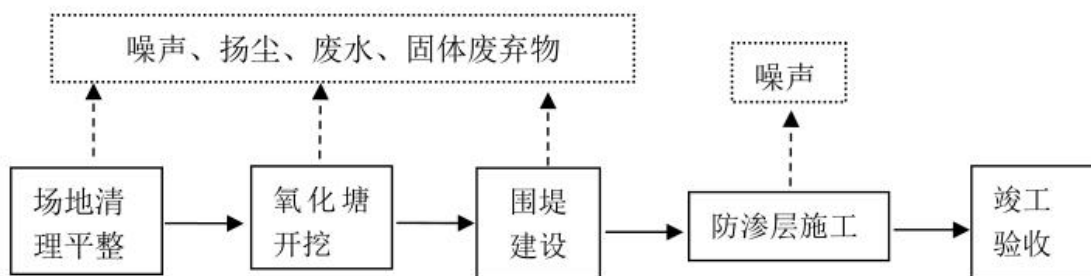 噪声、扬尘、废水、固体废弃物
噪声
场地清
理平整
氧化塘
开挖
围堤
建设
防渗层施工
竣工
验收